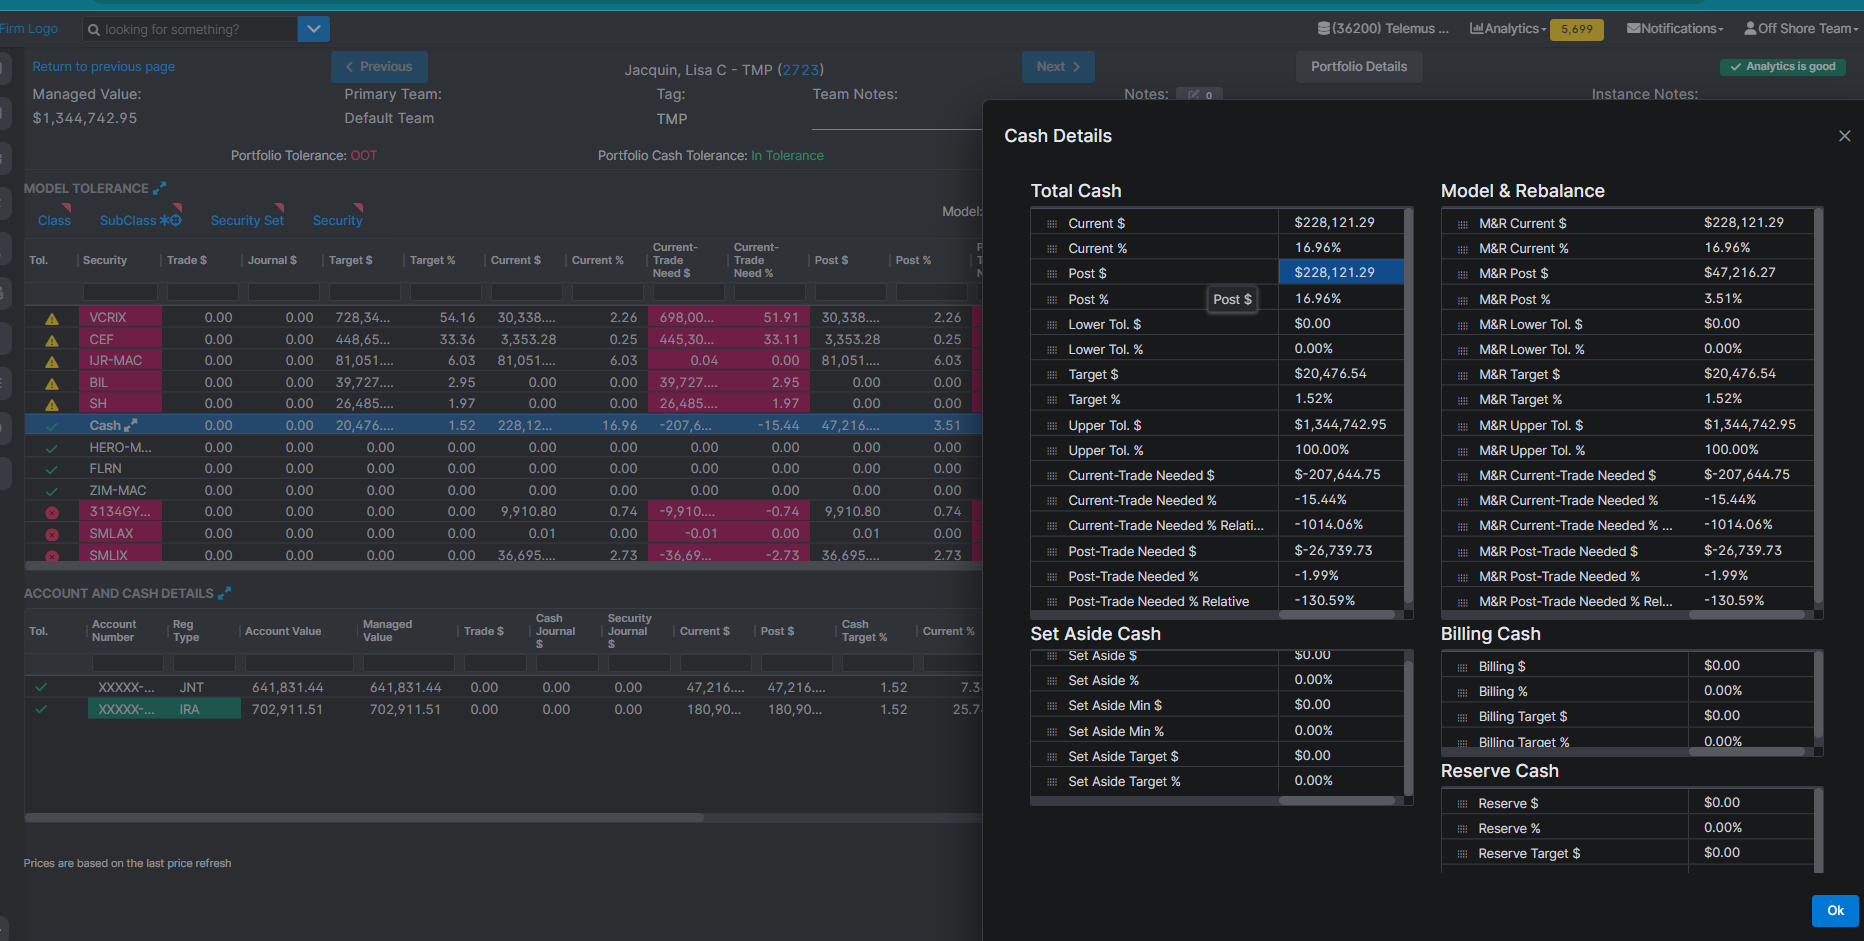 Firm Logo
looking for something?
(36200) Telemus ...
Analytics
5,699
Notifications
Off Shore Team
Return to previous page
Previous
Jacquin, Lisa C - TMP (2723)
Next
Portfolio Details
Analytics is good
Managed Value:
Primary Team:
Tag:
Team Notes:
Notes:
0
Instance Notes:
$1,344,742.95
Default Team
TMP
Portfolio Tolerance: OOT
Portfolio Cash Tolerance: In Tolerance
MODEL TOLERANCE
Class
SubClass
Security Set
Security
Model:
Tol. Security Trade $ Journal $ Target $ Target % Current $ Current % Current-Trade Need $ Current-Trade Need % Post $ Post %
VCRIX 0.00 0.00 728,34... 54.16 30,338.... 2.26 698,00... 51.91 30,338.... 2.26
CEF 0.00 0.00 448,65... 33.36 3,353.28 0.25 445,30... 33.11 3,353.28 0.25
IJR-MAC 0.00 0.00 81,051.... 6.03 81,051.... 6.03 0.04 0.00 81,051.... 6.03
BIL 0.00 0.00 39,727.... 2.95 0.00 0.00 39,727.... 2.95 0.00 0.00
SH 0.00 0.00 26,485.... 1.97 0.00 0.00 26,485.... 1.97 0.00 0.00
Cash 0.00 0.00 20,476.... 1.52 228,12... 16.96 -207,6... -15.44 47,216.... 3.51
HERO-M... 0.00 0.00 0.00 0.00 0.00 0.00 0.00 0.00 0.00 0.00
FLRN 0.00 0.00 0.00 0.00 0.00 0.00 0.00 0.00 0.00 0.00
ZIM-MAC 0.00 0.00 0.00 0.00 0.00 0.00 0.00 0.00 0.00 0.00
3134GY... 0.00 0.00 0.00 0.00 9,910.80 0.74 -9,910.... -0.74 9,910.80 0.74
SMLAX 0.00 0.00 0.00 0.00 0.01 0.00 -0.01 0.00 0.01 0.00
SMLIX 0.00 0.00 0.00 0.00 36,695.... 2.73 -36,69... -2.73 36,695.... 2.73
ACCOUNT AND CASH DETAILS
Tol. Account Number Reg Type Account Value Managed Value Trade $ Cash Journal $ Security Journal $ Current $ Post $ Cash Target % Current %
XXXXX-... JNT 641,831.44 641,831.44 0.00 0.00 0.00 47,216.... 47,216.... 1.52 7.3
XXXXX-... IRA 702,911.51 702,911.51 0.00 0.00 0.00 180,90... 180,90... 1.52 25.7
Prices are based on the last price refresh
Cash Details
Total Cash
Current $ $228,121.29
Current % 16.96%
Post $ $228,121.29
Post % 16.96%
Post $
Lower Tol. $ $0.00
Lower Tol. % 0.00%
Target $ $20,476.54
Target % 1.52%
Upper Tol. $ $1,344,742.95
Upper Tol. % 100.00%
Current-Trade Needed $ $-207,644.75
Current-Trade Needed % -15.44%
Current-Trade Needed % Relati... -1014.06%
Post-Trade Needed $ $-26,739.73
Post-Trade Needed % -1.99%
Post-Trade Needed % Relative -130.59%
Set Aside Cash
Set Aside $ $0.00
Set Aside % 0.00%
Set Aside Min $ $0.00
Set Aside Min % 0.00%
Set Aside Target $ $0.00
Set Aside Target % 0.00%
Model & Rebalance
M&R Current $ $228,121.29
M&R Current % 16.96%
M&R Post $ $47,216.27
M&R Post % 3.51%
M&R Lower Tol. $ $0.00
M&R Lower Tol. % 0.00%
M&R Target $ $20,476.54
M&R Target % 1.52%
M&R Upper Tol. $ $1,344,742.95
M&R Upper Tol. % 100.00%
M&R Current-Trade Needed $ $-207,644.75
M&R Current-Trade Needed % -15.44%
M&R Current-Trade Needed % ... -1014.06%
M&R Post-Trade Needed $ $-26,739.73
M&R Post-Trade Needed % -1.99%
M&R Post-Trade Needed % Rel... -130.59%
Billing Cash
Billing $ $0.00
Billing % 0.00%
Billing Target $ $0.00
Billing Target % 0.00%
Reserve Cash
Reserve $ $0.00
Reserve % 0.00%
Reserve Target $ $0.00
Ok